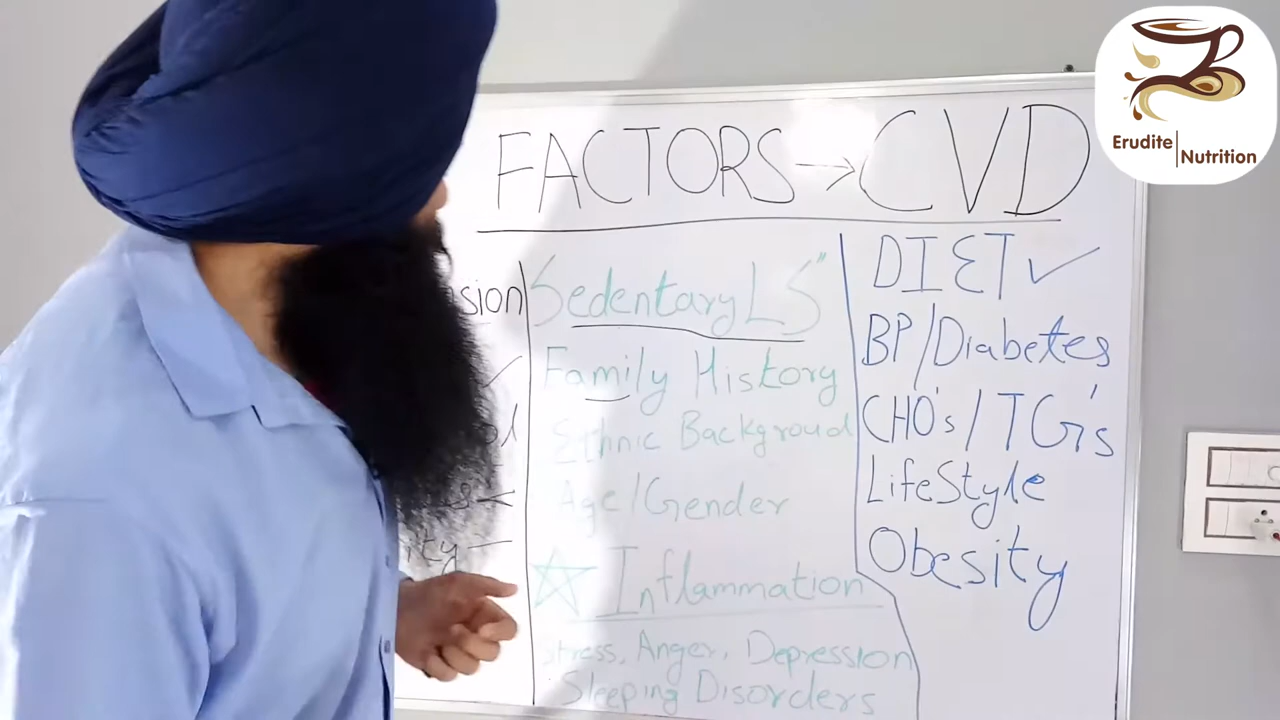 FACTORS → CVD
Sedentary LS"
Family History
Ethnic Backgroud
Age/Gender
☆ Inflammation
Stress, Anger, Depression
Sleeping Disorders
DIET ✓
BP/Diabetes
CHO's/TG's
LifeStyle
Obesity
Erudite
Nutrition